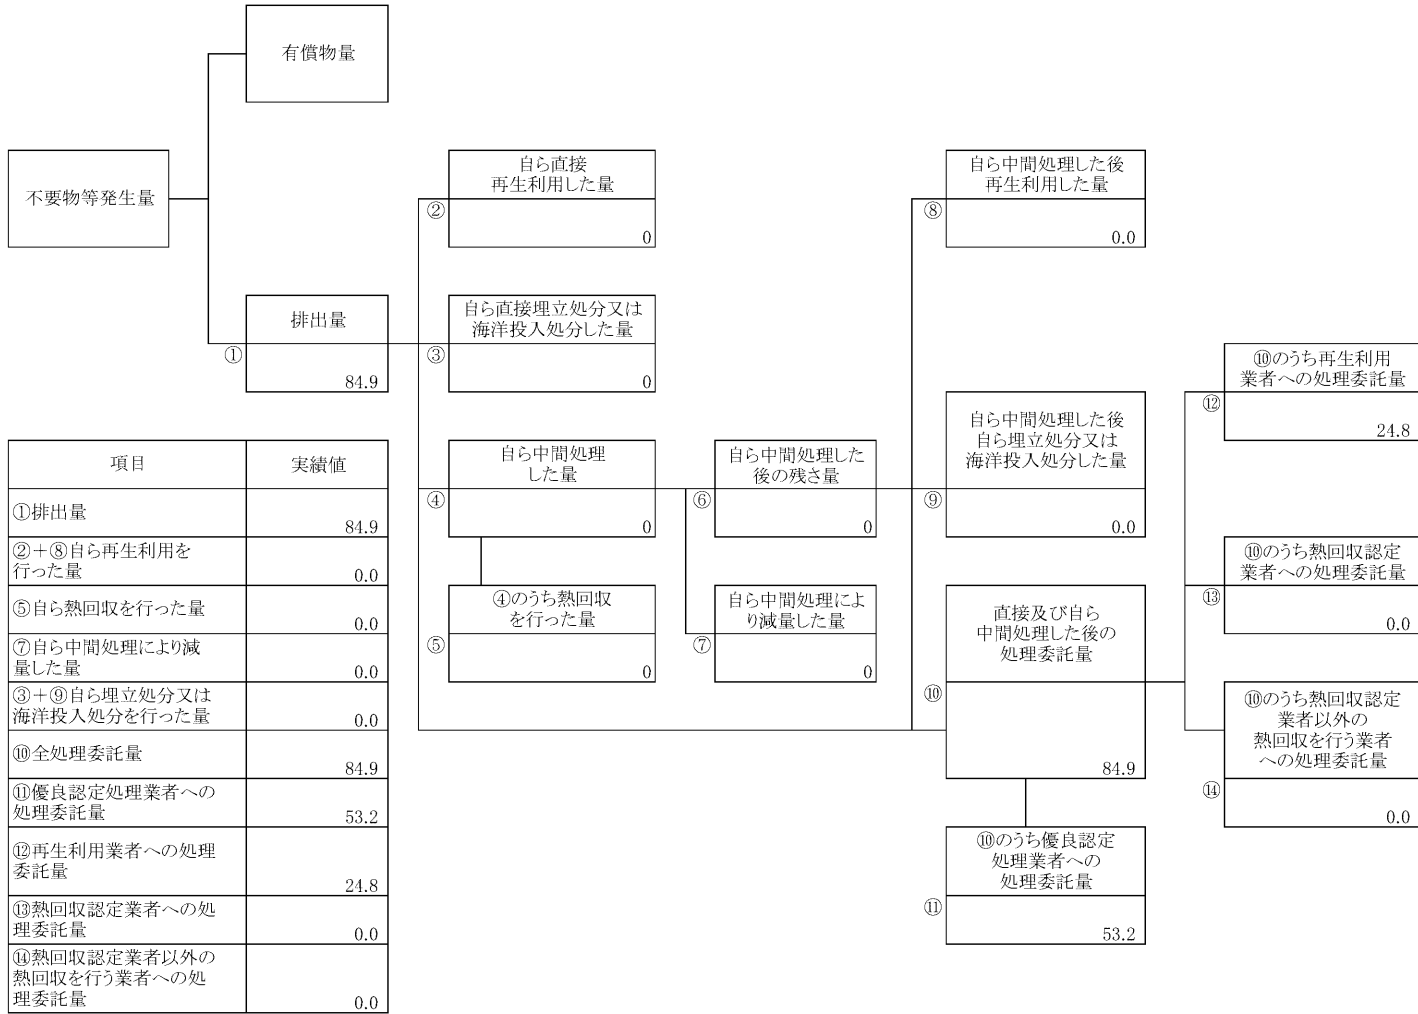 有償物量
不要物等発生量
排出量
①
84.9
自ら直接
再生利用した量
②
0
自ら直接埋立処分又は
海洋投入処分した量
③
0
自ら中間処理
した量
④
0
④のうち熱回収
を行った量
⑤
0
自ら中間処理した
後の残さ量
⑥
0
自ら中間処理によ
り減量した量
⑦
0
自ら中間処理した後
再生利用した量
⑧
0.0
自ら中間処理した後
自ら埋立処分又は
海洋投入処分した量
⑨
0.0
直接及び自ら
中間処理した後の
処理委託量
⑩
84.9
⑩のうち優良認定
処理業者への
処理委託量
⑪
53.2
⑩のうち再生利用
業者への処理委託量
⑫
24.8
⑩のうち熱回収認定
業者への処理委託量
⑬
0.0
⑩のうち熱回収認定
業者以外の
熱回収を行う業者
への処理委託量
⑭
0.0
項目 実績値
①排出量
84.9
②＋⑧自ら再生利用を
行った量
0.0
⑤自ら熱回収を行った量
0.0
⑦自ら中間処理により減
量した量
0.0
③＋⑨自ら埋立処分又は
海洋投入処分を行った量
0.0
⑩全処理委託量
84.9
⑪優良認定処理業者への
処理委託量
53.2
⑫再生利用業者への処理
委託量
24.8
⑬熱回収認定業者への処
理委託量
0.0
⑭熱回収認定業者以外の
熱回収を行う業者への処
理委託量
0.0